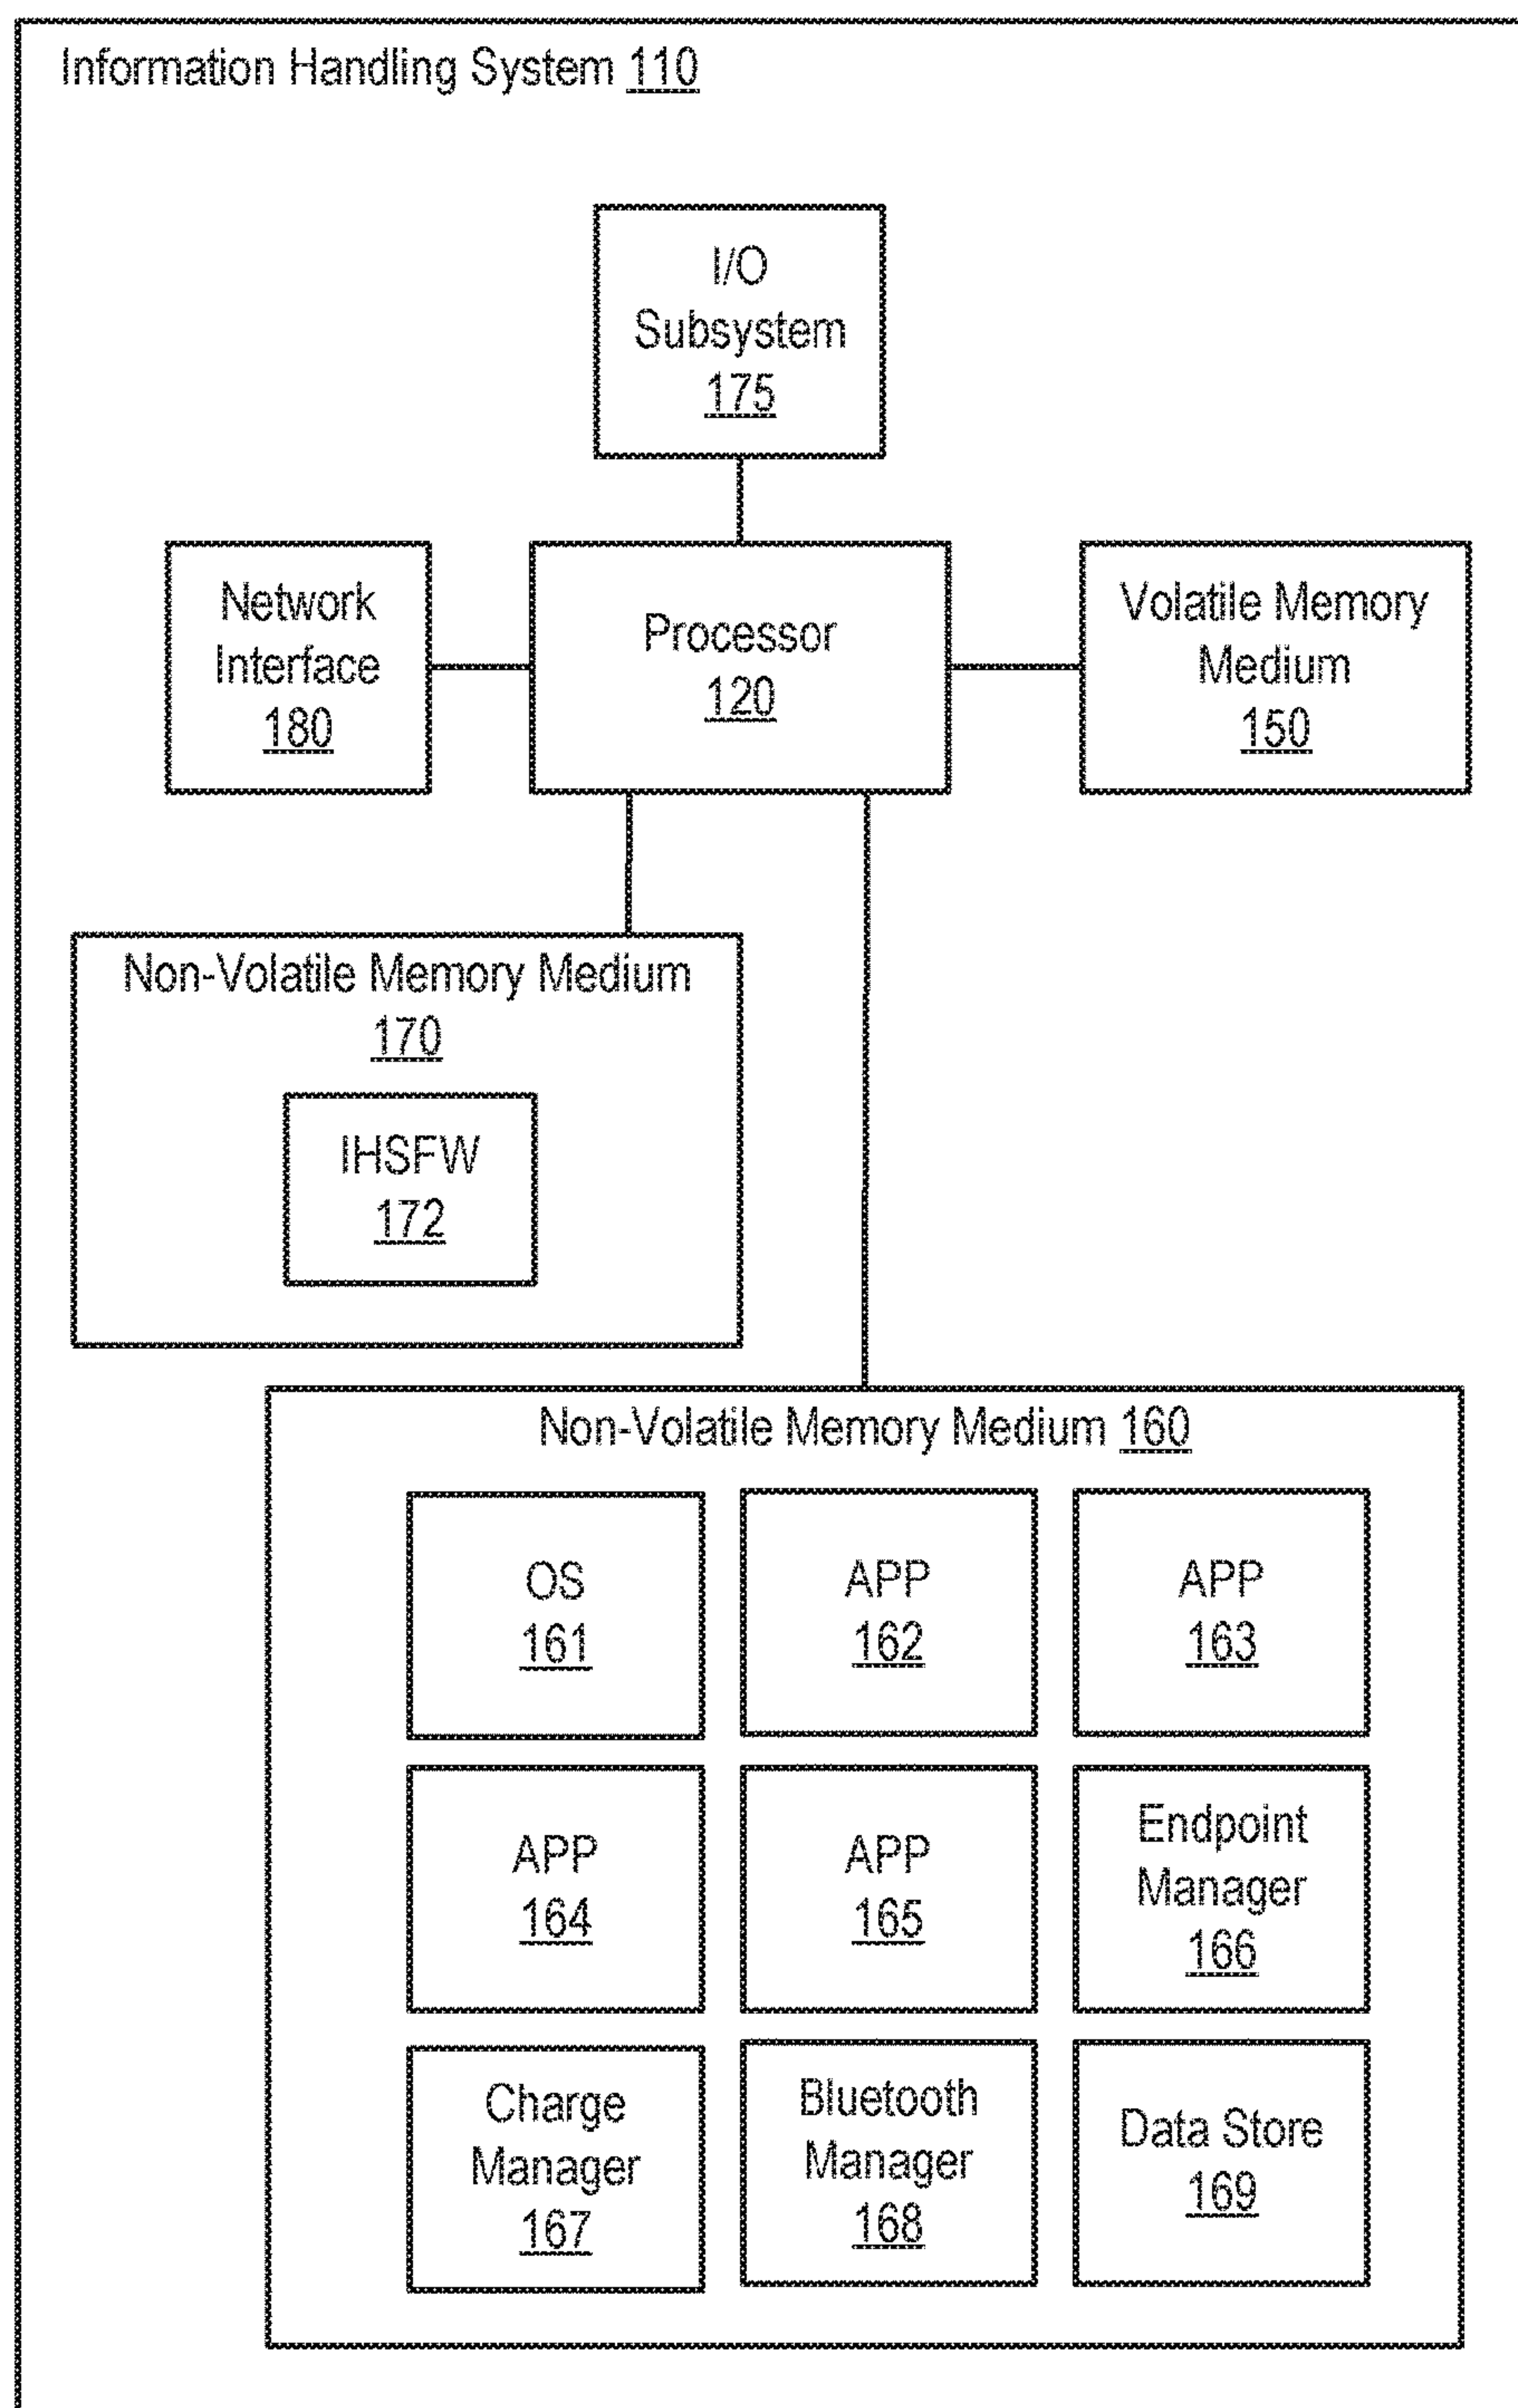 Information Handling System 110
I/O
Subsystem
175
Network
Interface
180
Processor
120
Volatile Memory
Medium
150
Non-Volatile Memory Medium
170
IHSFW
172
Non-Volatile Memory Medium 160
OS
161
APP
162
APP
163
APP
164
APP
165
Endpoint
Manager
166
Charge
Manager
167
Bluetooth
Manager
168
Data Store
169